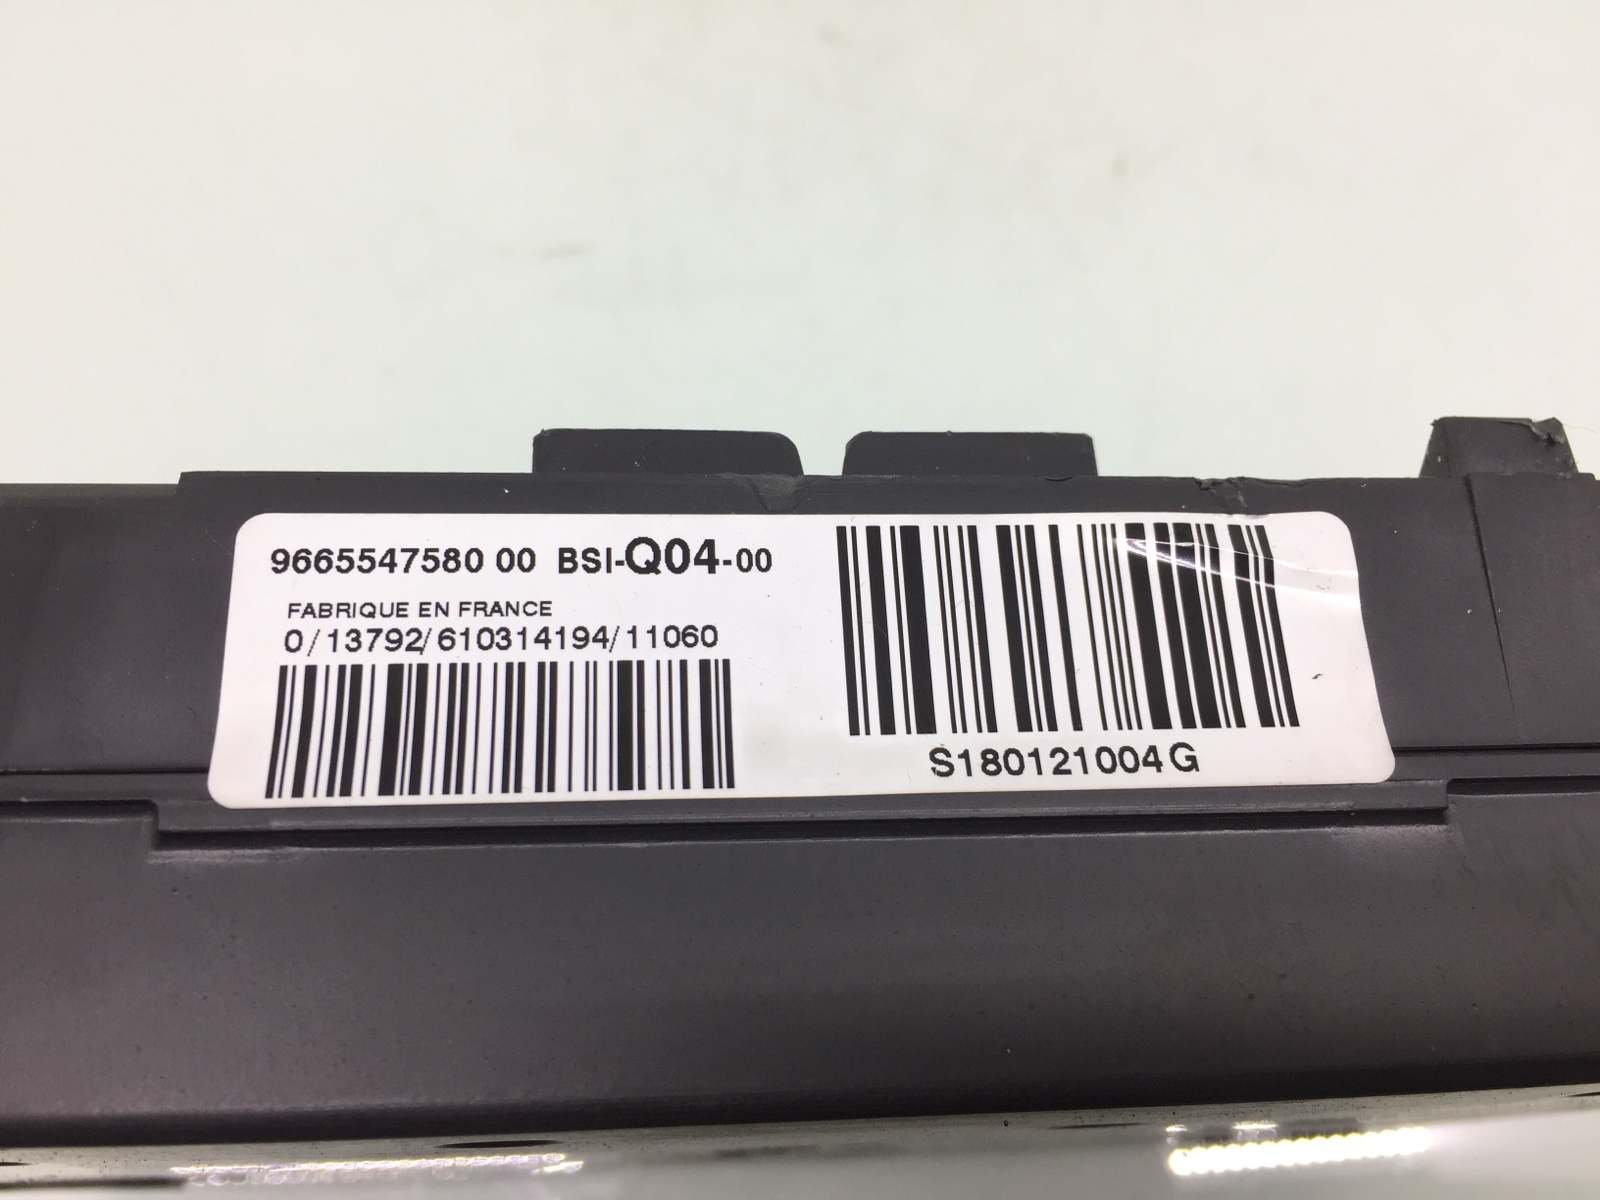 9665547580 00 BSI-Q04-00
FABRIQUE EN FRANCE
0/13792/610314194/11060
S180121004G